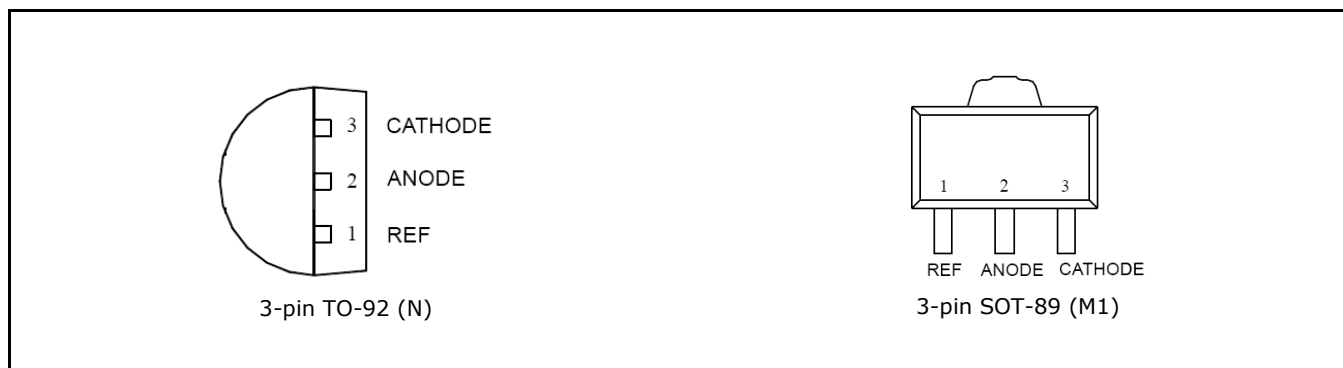 3 CATHODE
2 ANODE
1 REF
3-pin TO-92 (N)
1 2 3
REF ANODE CATHODE
3-pin SOT-89 (M1)